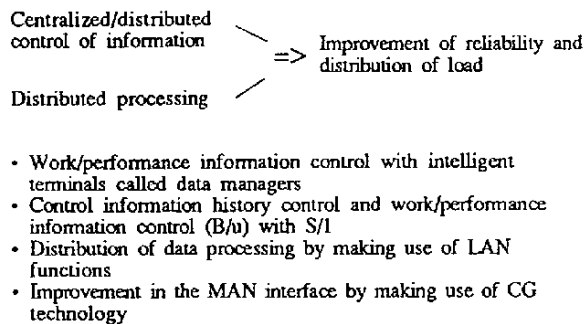 Centralized/distributed
control of information
=> Improvement of reliability and
distribution of load
Distributed processing
• Work/performance information control with intelligent
terminals called data managers
• Control information history control and work/performance
information control (B/u) with S/1
• Distribution of data processing by making use of LAN
functions
• Improvement in the MAN interface by making use of CG
technology